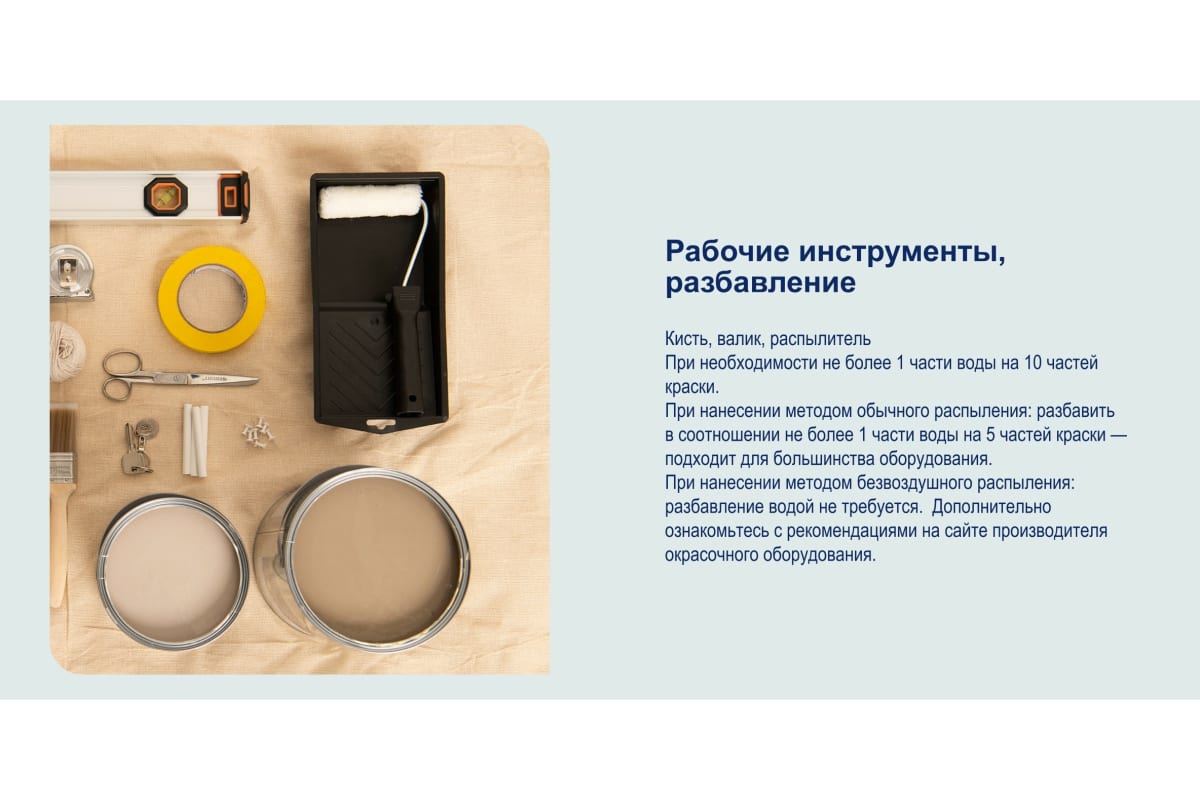 Рабочие инструменты,
разбавление
Кисть, валик, распылитель
При необходимости не более 1 части воды на 10 частей
краски.
При нанесении методом обычного распыления: разбавить
в соотношении не более 1 части воды на 5 частей краски —
подходит для большинства оборудования.
При нанесении методом безвоздушного распыления:
разбавление водой не требуется. Дополнительно
ознакомьтесь с рекомендациями на сайте производителя
окрасочного оборудования.